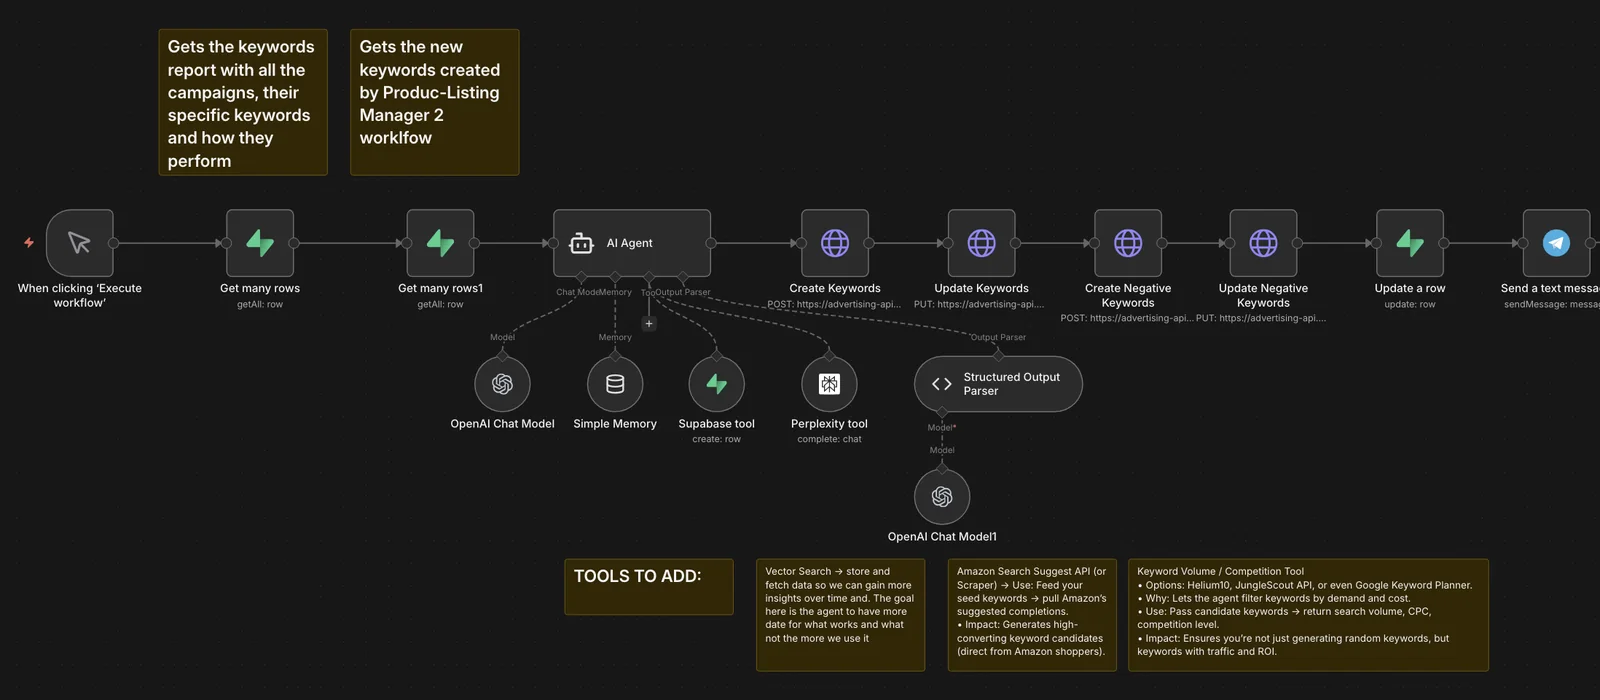 Gets the keywords
report with all the
campaigns, their
specific keywords
and how they
perform
Gets the new
keywords created
by Produc-Listing
Manager 2
worklfow
When clicking ‘Execute
workflow’
Get many rows
getAll: row
Get many rows1
getAll: row
AI Agent
Chat Mode
Memory
Too
Output Parser
Create Keywords
POST: https://advertising-api...
Update Keywords
PUT: https://advertising-api....
Create Negative
Keywords
POST: https://advertising-api...
Update Negative
Keywords
PUT: https://advertising-api....
Update a row
update: row
Send a text messa
sendMessage: messa
+
Model
Memory
Output Parser
OpenAI Chat Model
Simple Memory
Supabase tool
create: row
Perplexity tool
complete: chat
Structured Output
Parser
Model*
Model
OpenAI Chat Model1
TOOLS TO ADD:
Vector Search → store and
fetch data so we can gain more
insights over time and. The goal
here is the agent to have more
date for what works and what
not the more we use it
Amazon Search Suggest API (or
Scraper) → Use: Feed your
seed keywords → pull Amazon’s
suggested completions.
• Impact: Generates high-
converting keyword candidates
(direct from Amazon shoppers).
Keyword Volume / Competition Tool
• Options: Helium10, JungleScout API, or even Google Keyword Planner.
• Why: Lets the agent filter keywords by demand and cost.
• Use: Pass candidate keywords → return search volume, CPC,
competition level.
• Impact: Ensures you’re not just generating random keywords, but
keywords with traffic and ROI.